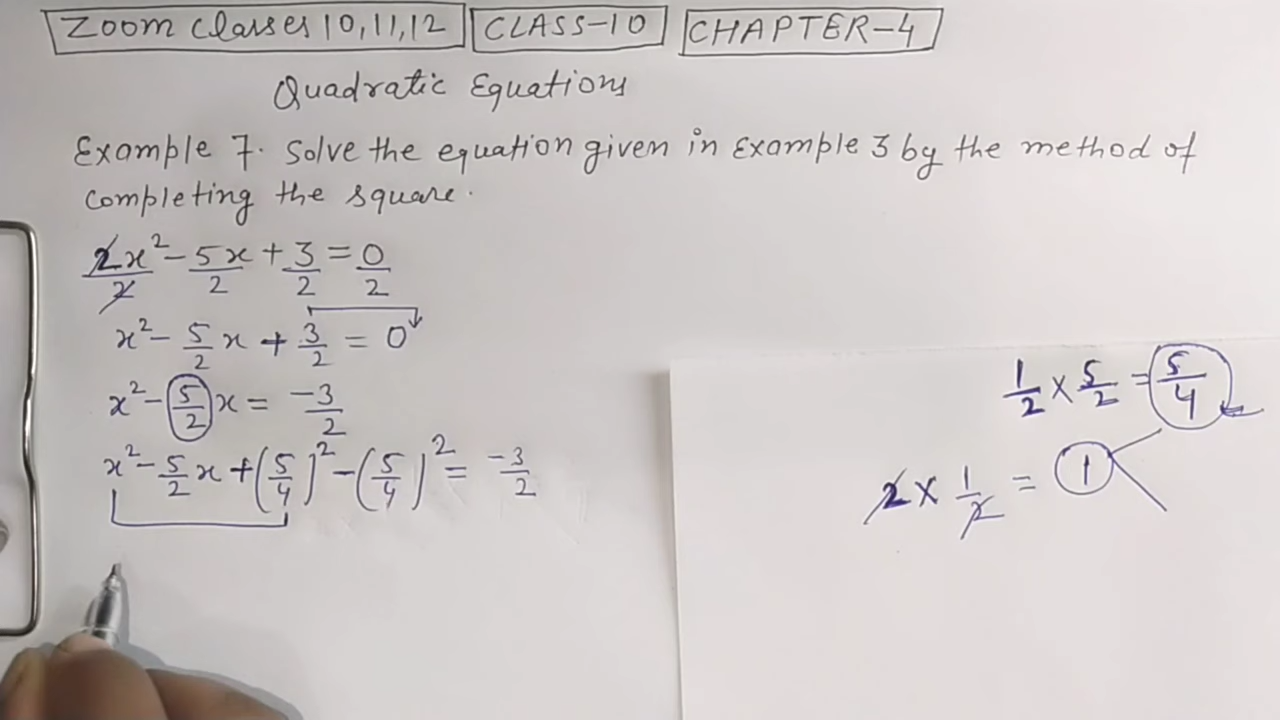 Zoom Classes 10,11,12 CLASS-10 CHAPTER-4
Quadratic Equations
Example 7. Solve the equation given in Example 3 by the method of
completing the square.
2x²/2 - 5x/2 + 3/2 = 0/2
x² - 5/2 x + 3/2 = 0
x² - 5/2 x = -3/2
x² - 5/2 x + (5/4)² - (5/4)² = -3/2
1/2 × 5/2 = 5/4
2 × 1/2 = 1